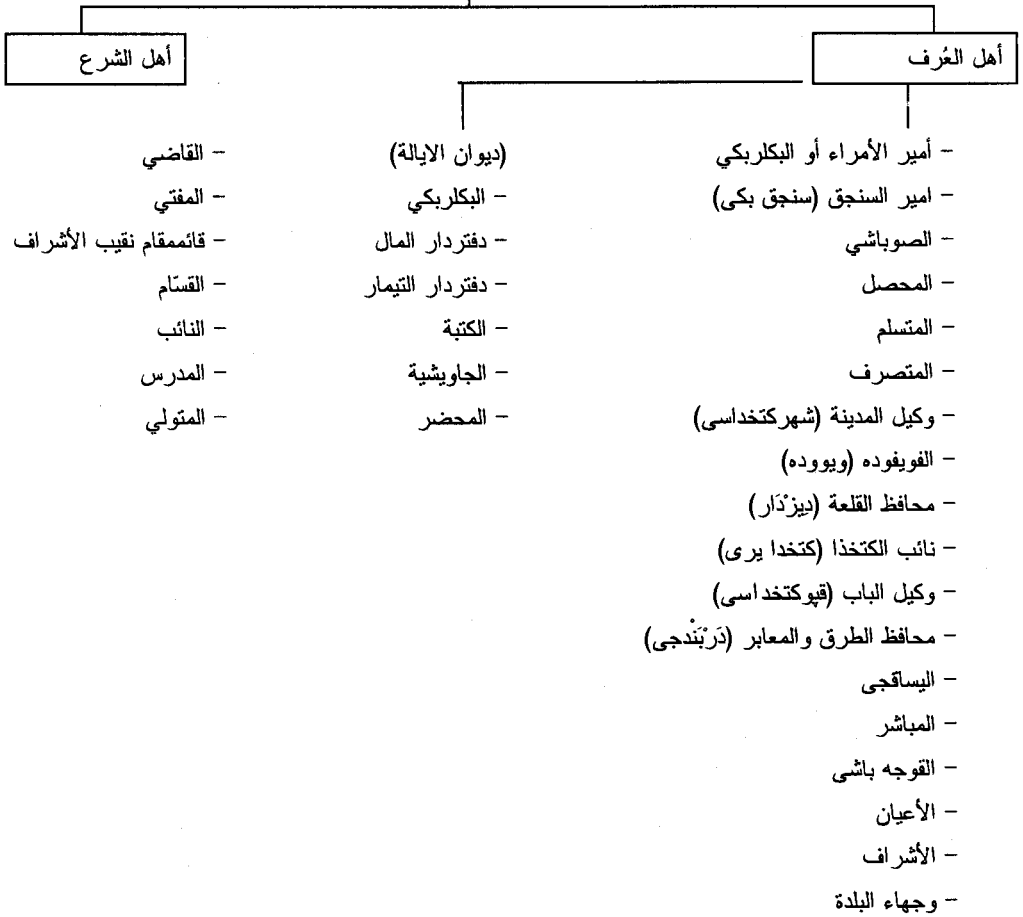 أهل العُرف
– أمير الأمراء أو البكلربكي
– امير السنجق (سنجق بكى)
– الصوباشي
– المحصل
– المتسلم
– المتصرف
– وكيل المدينة (شهركتخداسى)
– الفويفوده (ويووده)
– محافظ القلعة (دِيزْدَار)
– نائب الكتخذا (كتخدا يرى)
– وكيل الباب (قپوكتخداسى)
– محافظ الطرق والمعابر (دَرْبَنْدجى)
– اليساقجى
– المباشر
– القوجه باشى
– الأعيان
– الأشراف
– وجهاء البلدة
(ديوان الايالة)
– البكلربكي
– دفتردار المال
– دفتردار التيمار
– الكتبة
– الجاويشية
– المحضر
أهل الشرع
– القاضي
– المفتي
– قائممقام نقيب الأشراف
– القسّام
– النائب
– المدرس
– المتولي